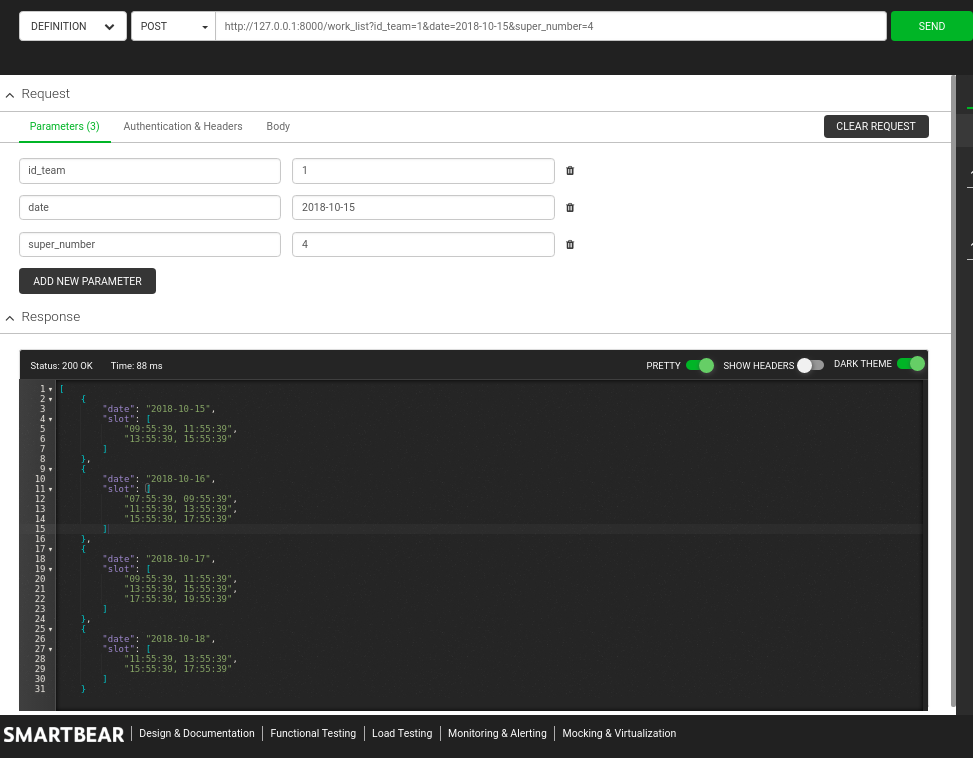 DEFINITION POST http://127.0.0.1:8000/work_list?id_team=1&date=2018-10-15&super_number=4 SEND
Request
Parameters (3) Authentication & Headers Body CLEAR REQUEST
id_team 1
date 2018-10-15
super_number 4
ADD NEW PARAMETER
Response
Status: 200 OK Time: 88 ms PRETTY SHOW HEADERS DARK THEME
1 [
2 {
3 "date": "2018-10-15",
4 "slot": [
5 "09:55:39, 11:55:39",
6 "13:55:39, 15:55:39"
7 ]
8 },
9 {
10 "date": "2018-10-16",
11 "slot": [
12 "07:55:39, 09:55:39",
13 "11:55:39, 13:55:39",
14 "15:55:39, 17:55:39"
15 ]
16 },
17 {
18 "date": "2018-10-17",
19 "slot": [
20 "09:55:39, 11:55:39",
21 "13:55:39, 15:55:39",
22 "17:55:39, 19:55:39"
23 ]
24 },
25 {
26 "date": "2018-10-18",
27 "slot": [
28 "11:55:39, 13:55:39",
29 "15:55:39, 17:55:39"
30 ]
31 }
SMARTBEAR Design & Documentation Functional Testing Load Testing Monitoring & Alerting Mocking & Virtualization